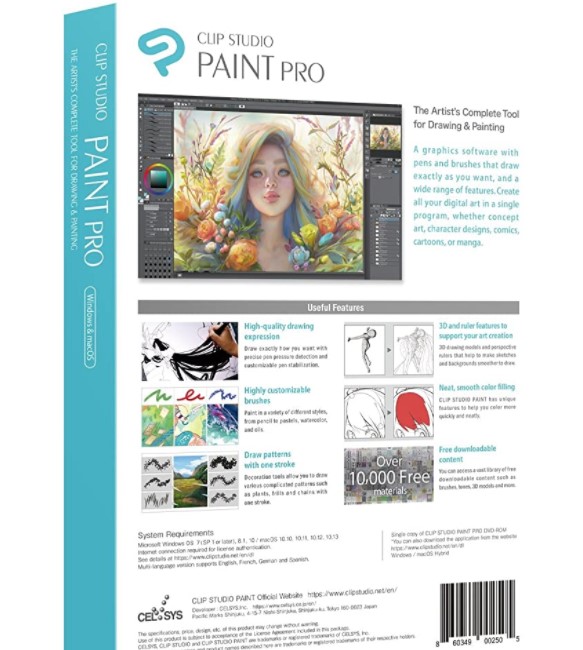 CLIP STUDIO
PAINT PRO
THE ARTIST'S COMPLETE TOOL FOR DRAWING & PAINTING
Windows & macOS
CLIP STUDIO
PAINT PRO
The Artist's Complete Tool
for Drawing & Painting
A graphics software with
pens and brushes that draw
exactly as you want, and a
wide range of features. Create
all your digital art in a single
program, whether concept
art, character designs, comics,
cartoons, or manga.
Useful Features
High-quality drawing
expression
Draw exactly how you want with
precise pen pressure detection and
customizable pen stabilization.
Highly customizable
brushes
Paint in a variety of different styles,
from pencil to pastels, watercolor,
and oils.
Draw patterns
with one stroke
Decoration tools allow you to draw
various complicated patterns such
as plants, frills and chains with
one stroke.
3D and ruler features to
support your art creation
3D drawing models and perspective
rulers that help to make sketches
and backgrounds smoother to draw.
Neat, smooth color filling
CLIP STUDIO PAINT has unique
features to help you color more
quickly and neatly.
Over
10,000 Free
materials
Free downloadable
content
You can access a vast library of free
downloadable content such as
brushes, tones, 3D models and more.
System Requirements
Microsoft Windows OS 7 (SP 1 or later), 8.1, 10 / macOS 10.10, 10.11, 10.12, 10.13
Internet connection required for license authentication.
See details at https://www.clipstudio.net/en/dl
Multi-language version supports English, French, German and Spanish.
Single copy of CLIP STUDIO PAINT PRO DVD-ROM
*You can also download the application from the website
https://www.clipstudio.net/en/dl
Windows / macOS Hybrid
CELSYS
CLIP STUDIO PAINT Official Website https://www.clipstudio.net/en/
Developer : CELSYS,Inc. https://www.celsys.co.jp/en/
Pacific Marks Shinjuku, 4-15-7 Nishi Shinjuku, Shinjuku-ku, Tokyo 160-0023 Japan
The specifications, price, design, etc. of this product may change without warning.
Use of this product is subject to acceptance of the License Agreement included in this package.
CELSYS, CLIP STUDIO and CLIP STUDIO PAINT are trademarks or registered trademarks of CELSYS, Inc.
and product names described here are trademarks or registered trademarks of their respective holders.
8 60349 00250 5